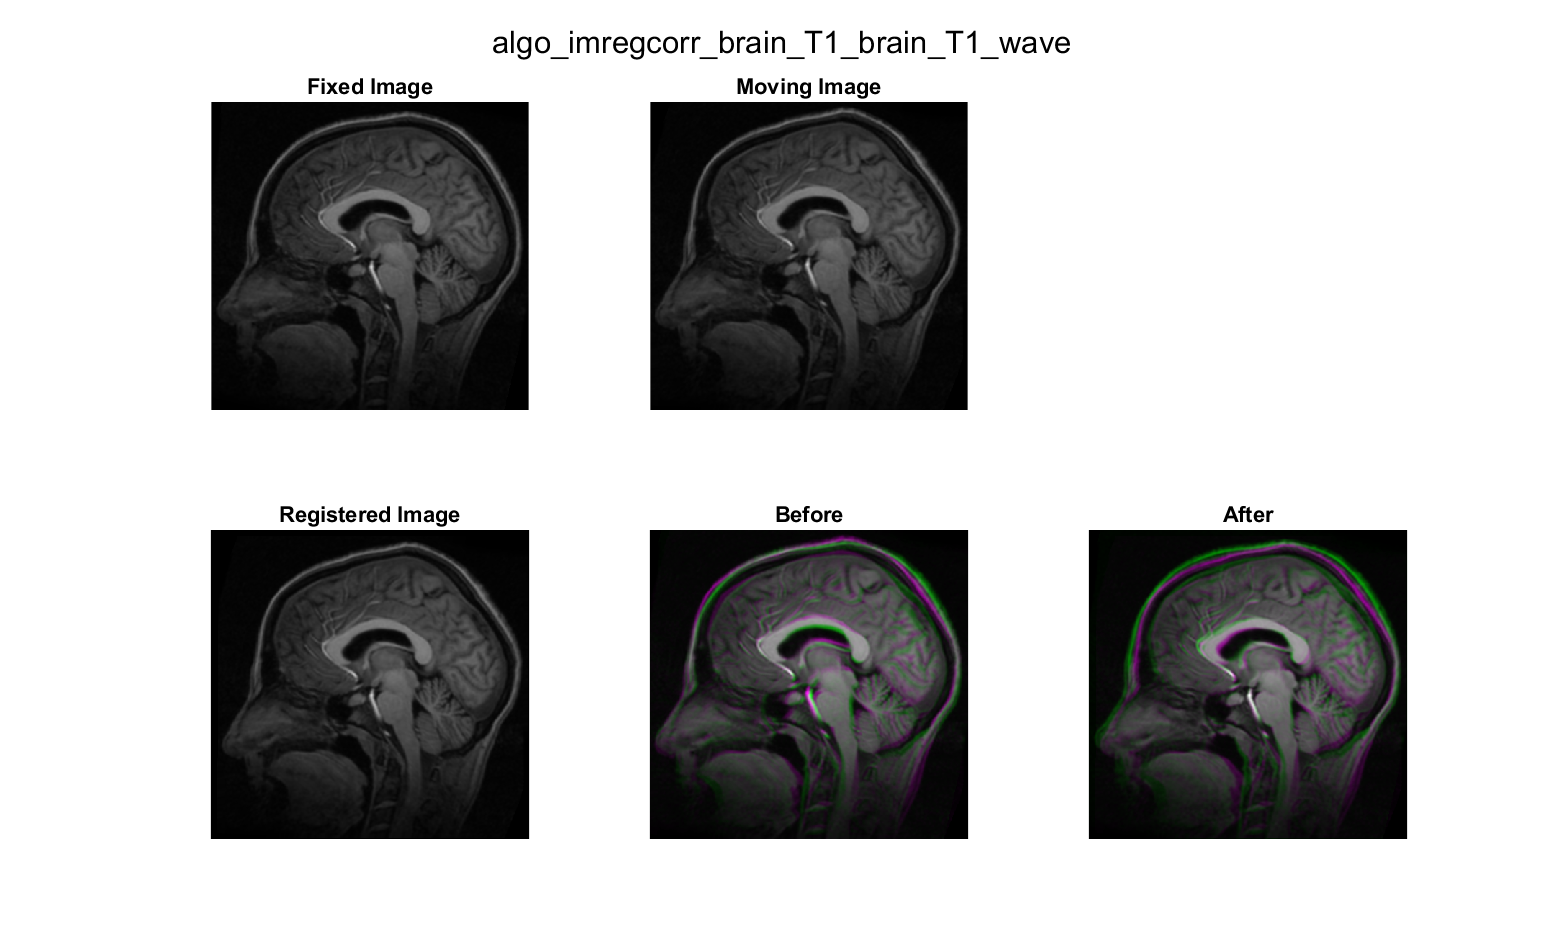 algo_imregcorr_brain_T1_brain_T1_wave
Fixed Image
Moving Image
Registered Image
Before
After